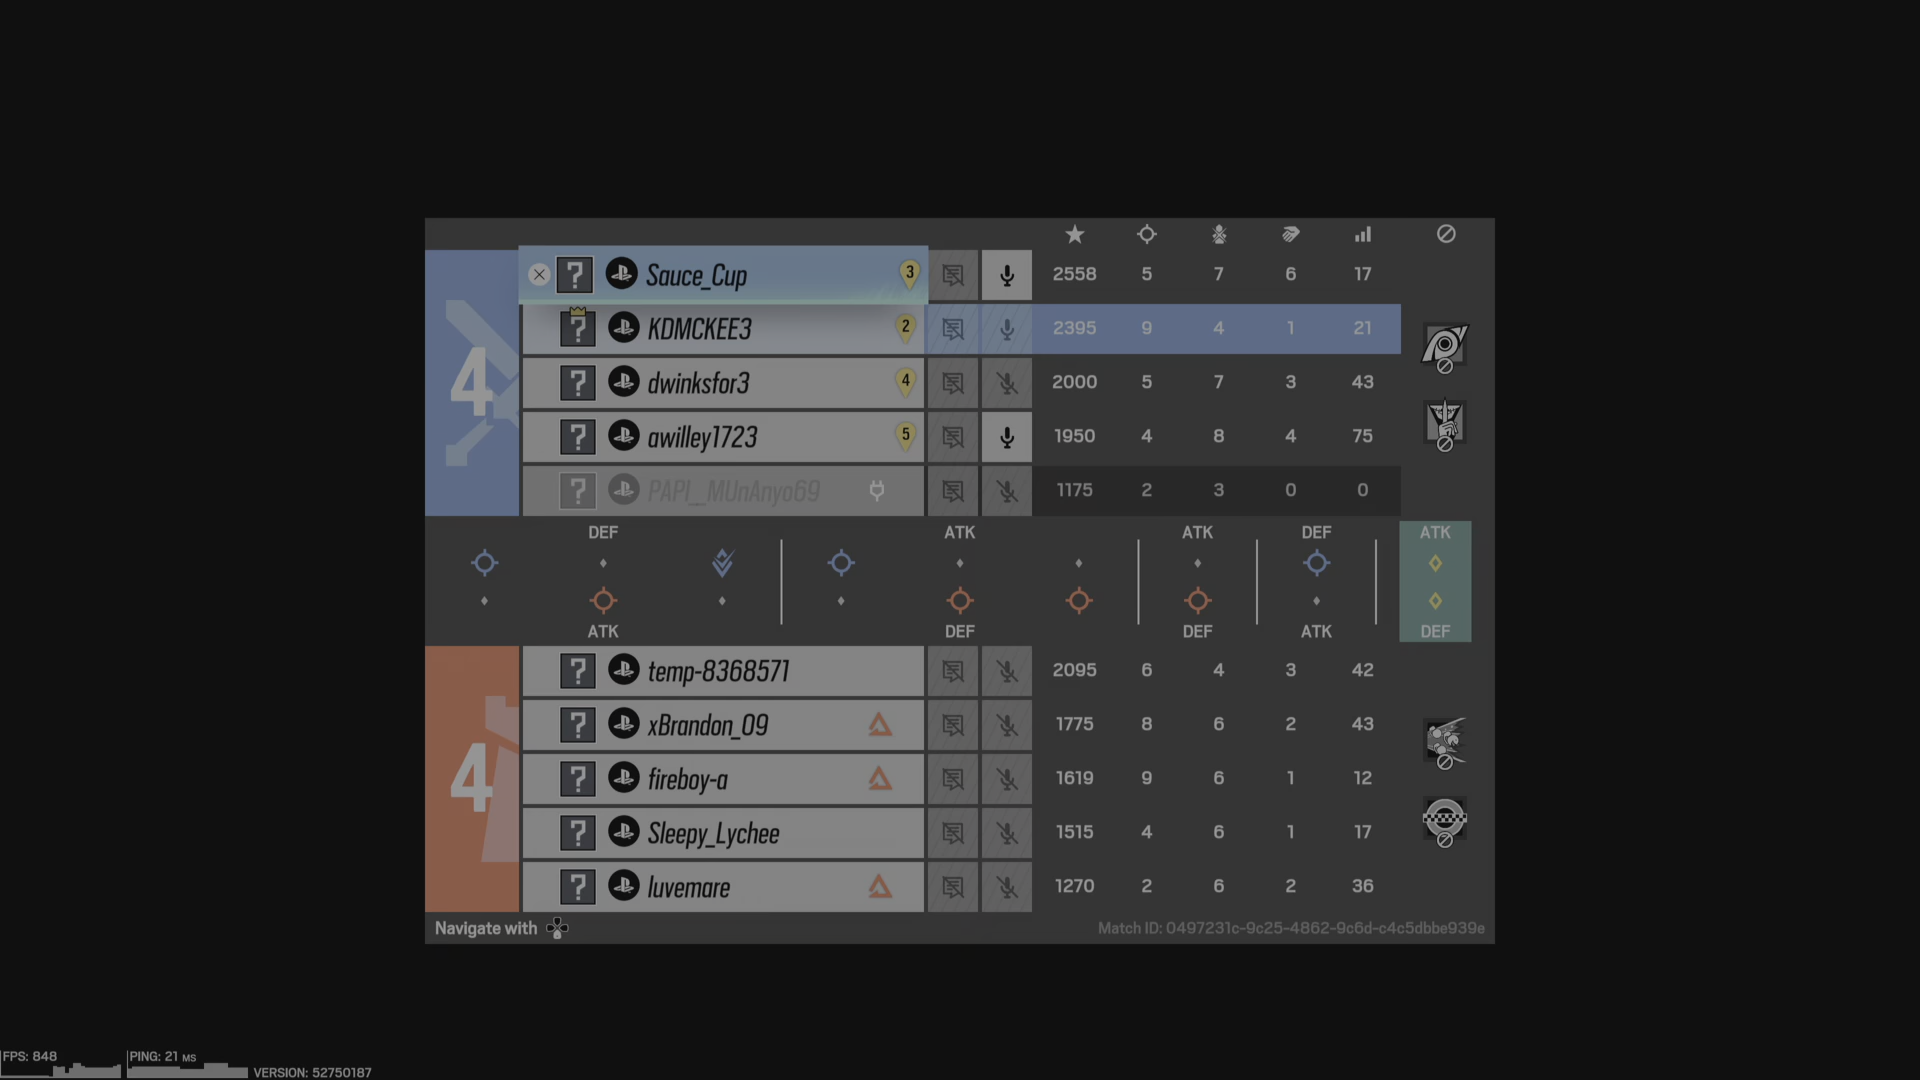 Sauce_Cup 3 2558 5 7 6 17
KDMCKEE3 2 2395 9 4 1 21
dwinksfor3 4 2000 5 7 3 43
awilley1723 5 1950 4 8 4 75
PAPI__MUnAnyo69 1175 2 3 0 0
4
DEF ATK ATK DEF ATK
ATK DEF DEF ATK DEF
temp-8368571 2095 6 4 3 42
xBrandon_09 1775 8 6 2 43
fireboy-a 1619 9 6 1 12
4
Sleepy_Lychee 1515 4 6 1 17
luvemare 1270 2 6 2 36
Navigate with Match ID: 0497231c-9c25-4862-9c6d-c4c5dbbe939e
FPS: 848 PING: 21 MS VERSION: 52750187